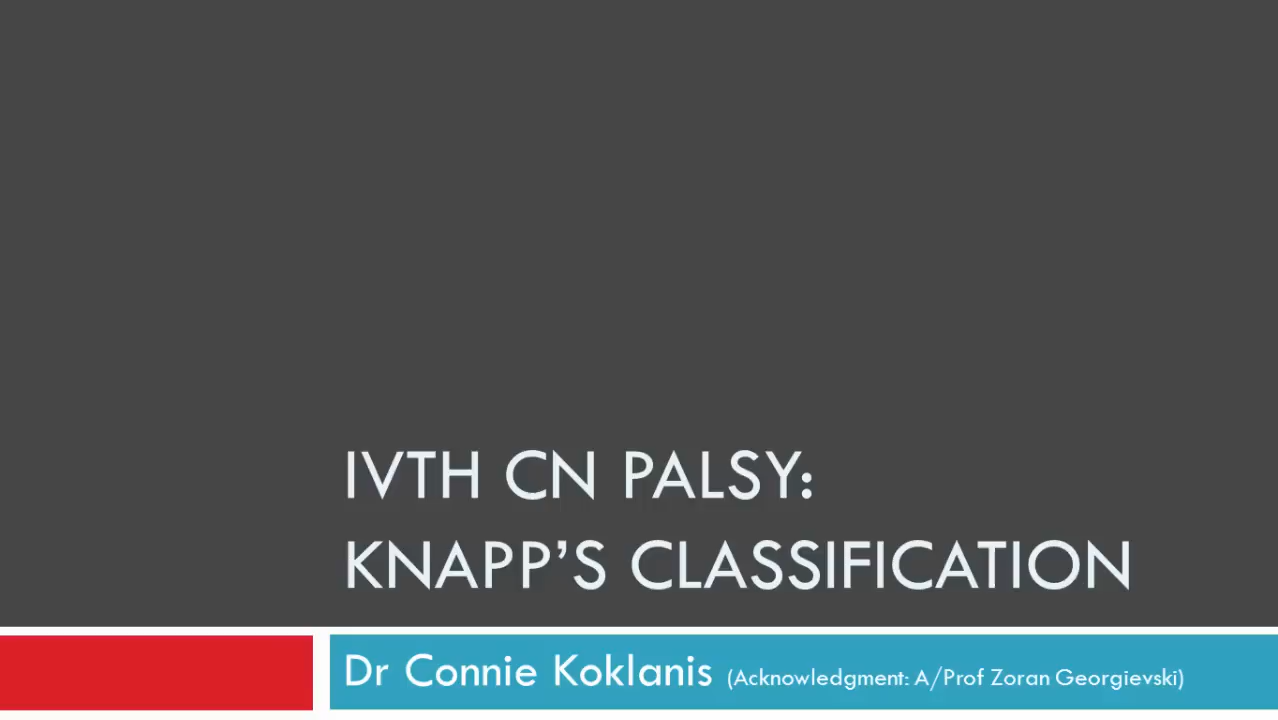 IVTH CN PALSY:
KNAPP'S CLASSIFICATION
Dr Connie Koklanis (Acknowledgment: A/Prof Zoran Georgievski)